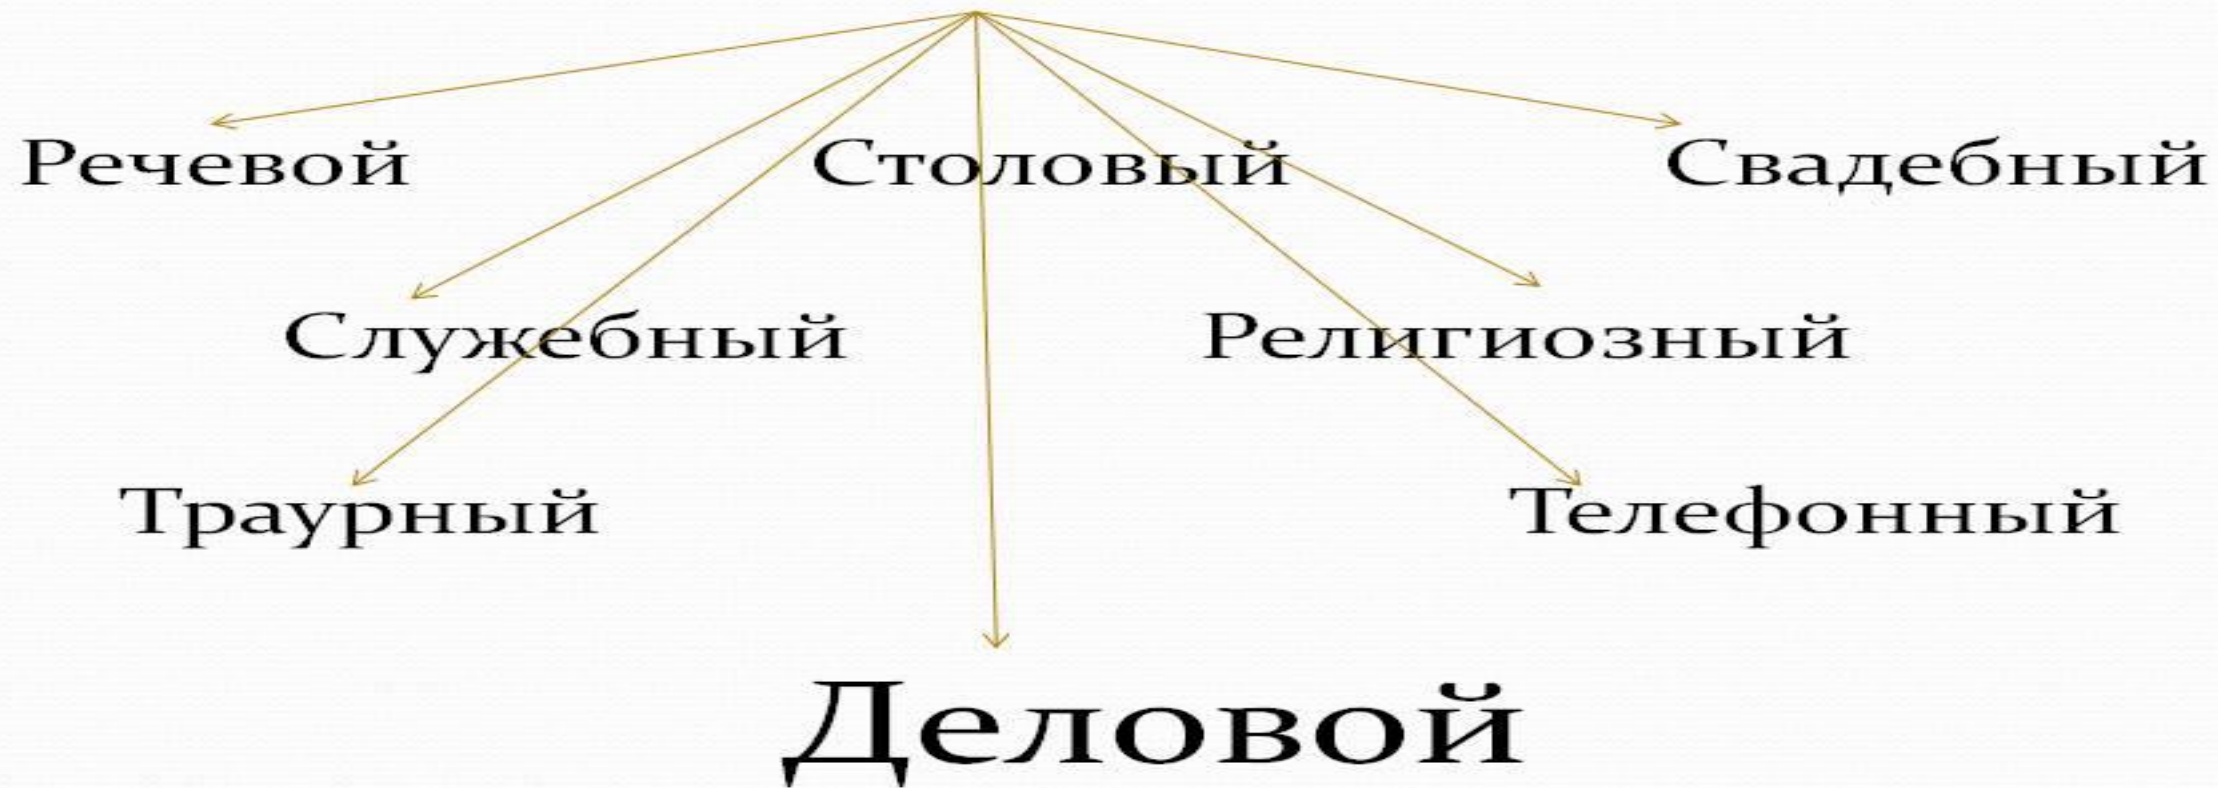 Речевой Столовый Свадебный
Служебный Религиозный
Траурный Телефонный
Деловой